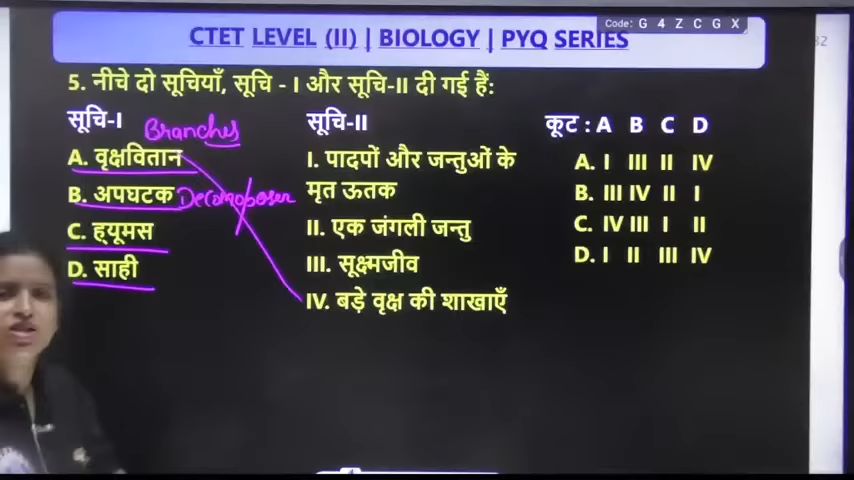 Code: G 4 Z C G X
CTET LEVEL (II) | BIOLOGY | PYQ SERIES
32
5. नीचे दो सूचियाँ, सूचि - I और सूचि-II दी गई हैं:
सूचि-I
Branches
सूचि-II
कूट : A B C D
A. वृक्षवितान
I. पादपों और जन्तुओं के
मृत ऊतक
A. I III II IV
B. अपघटक Decomposer
B. III IV II I
C. ह्यूमस
II. एक जंगली जन्तु
C. IV III I II
D. साही
III. सूक्ष्मजीव
D. I II III IV
IV. बड़े वृक्ष की शाखाएँ